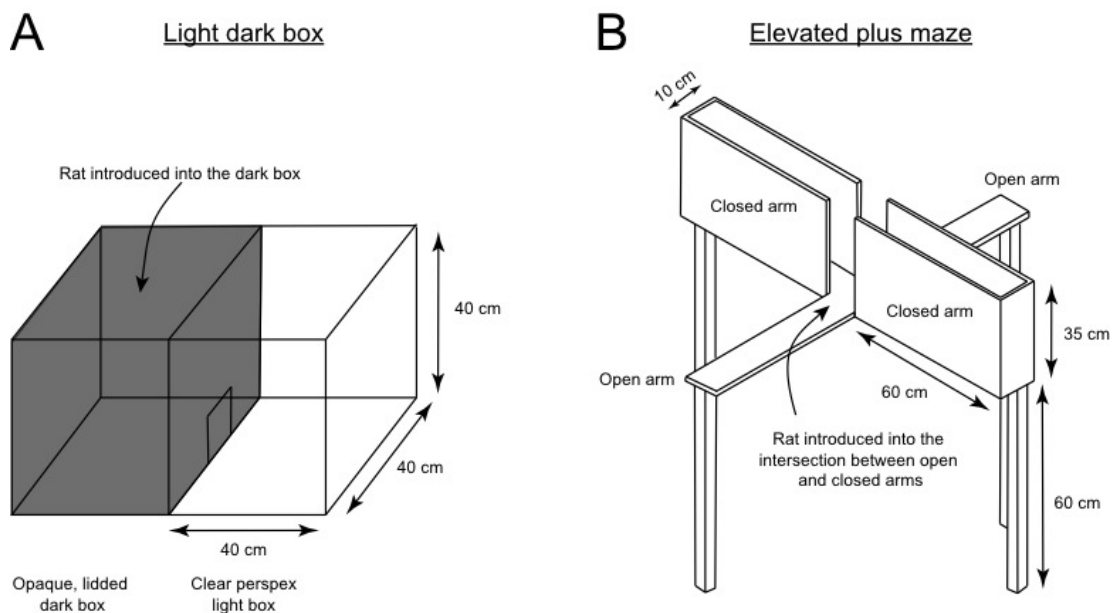 A
Light dark box
Rat introduced into the dark box
40 cm
40 cm
40 cm
Opaque, lidded
dark box
Clear perspex
light box
B
Elevated plus maze
10 cm
Open arm
Closed arm
Closed arm
35 cm
Open arm
60 cm
Rat introduced into the
intersection between open
and closed arms
60 cm